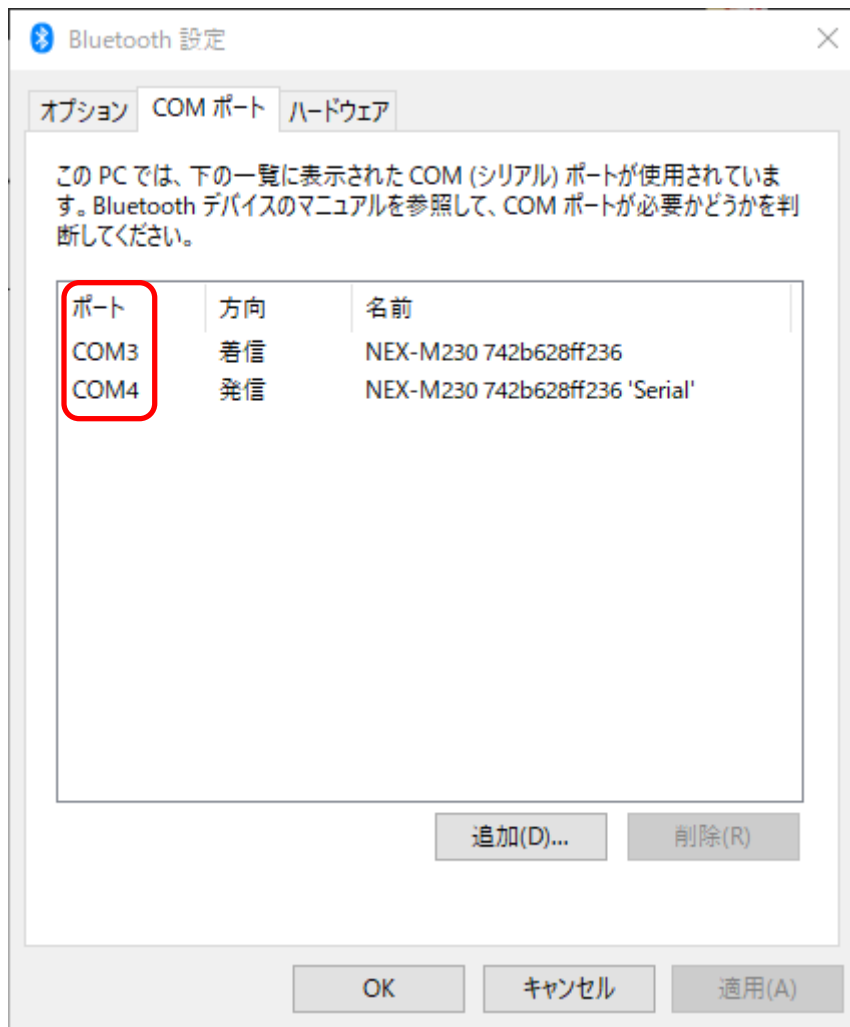 Bluetooth 設定
オプション COM ポート ハードウェア
この PC では、下の一覧に表示された COM (シリアル) ポートが使用されていま
す。Bluetooth デバイスのマニュアルを参照して、COM ポートが必要かどうかを判
断してください。
ポート 方向 名前
COM3 着信 NEX-M230 742b628ff236
COM4 発信 NEX-M230 742b628ff236 'Serial'
追加(D)... 削除(R)
OK キャンセル 適用(A)